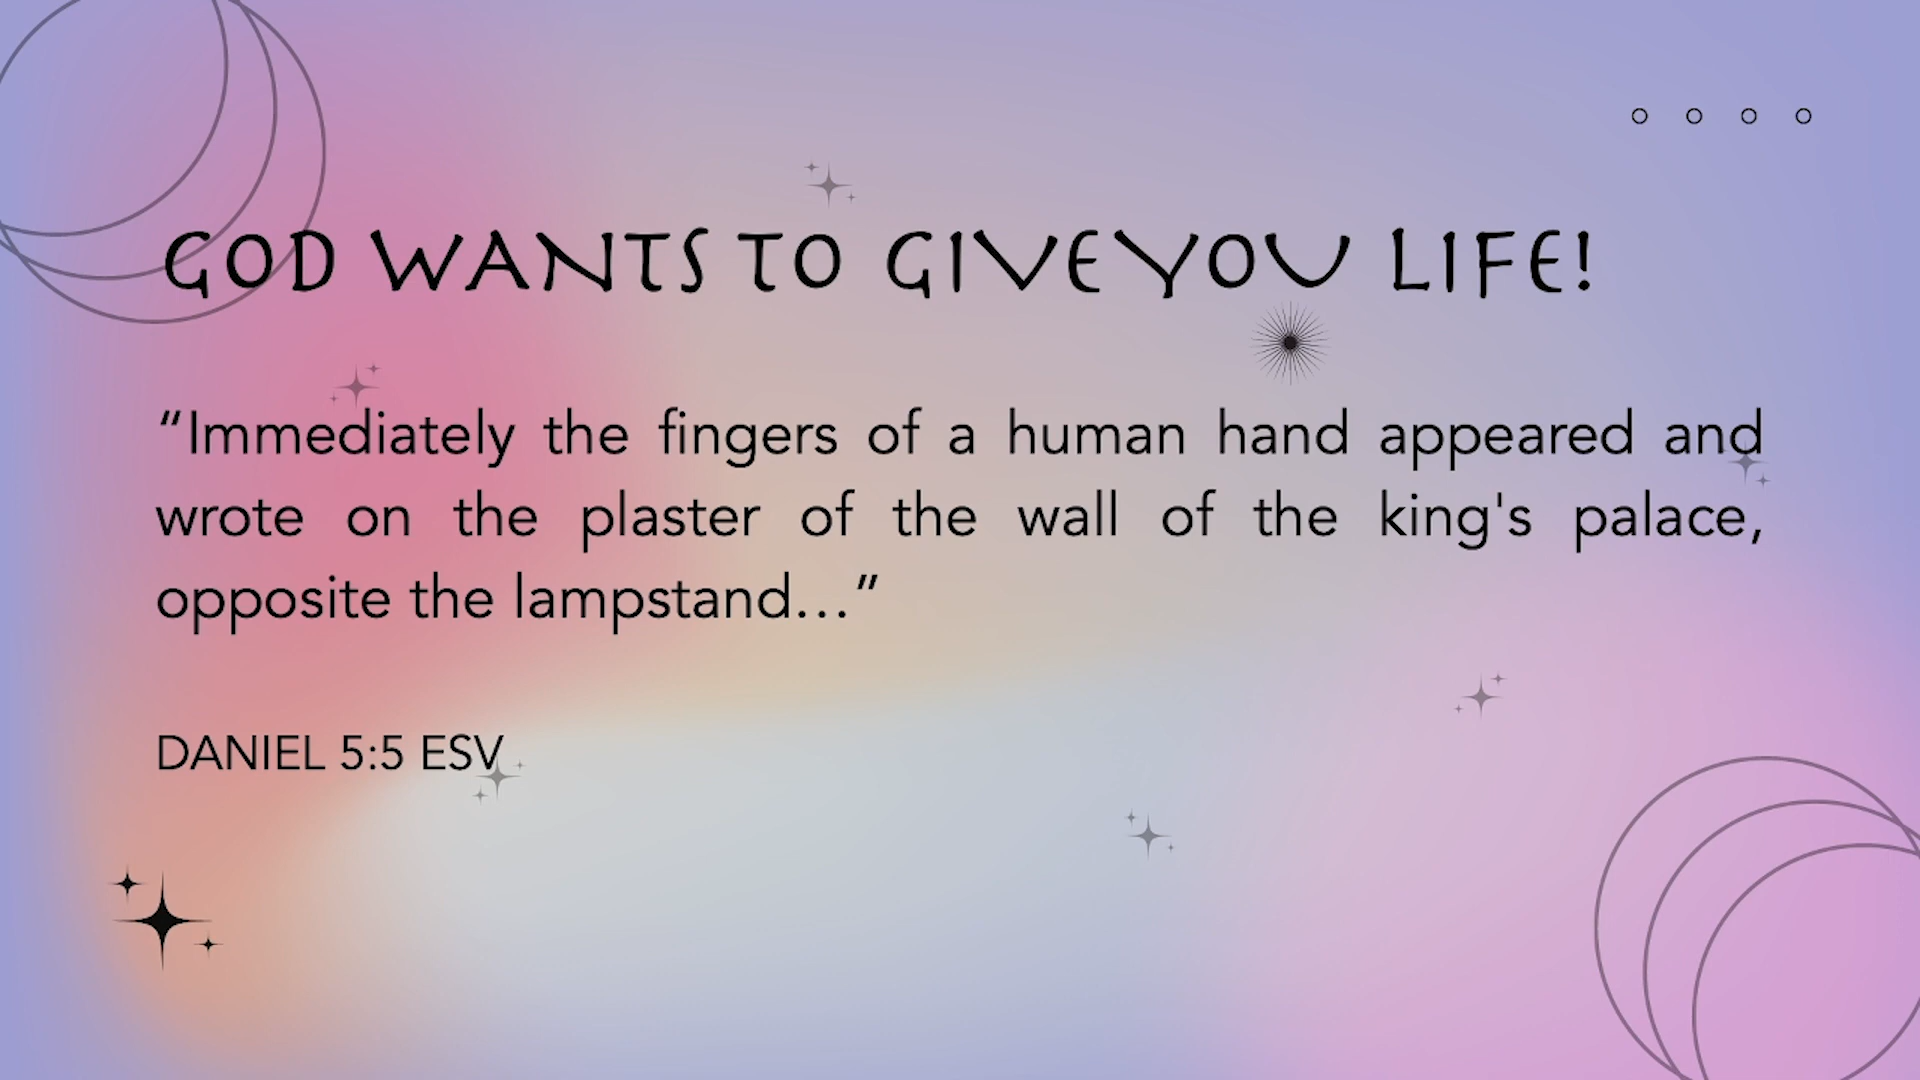 GOD WANTS TO GIVE YOU LIFE!
“Immediately the fingers of a human hand appeared and
wrote on the plaster of the wall of the king's palace,
opposite the lampstand…”
DANIEL 5:5 ESV